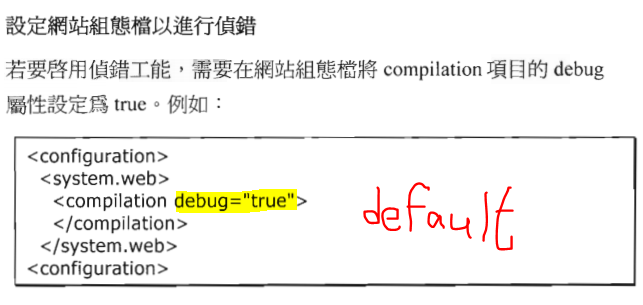 設定網站組態檔以進行偵錯
若要啓用偵錯工能，需要在網站組態檔將 compilation 項目的 debug
屬性設定爲 true。例如：
<configuration>
<system.web>
<compilation debug="true">
</compilation>
</system.web>
<configuration>
default